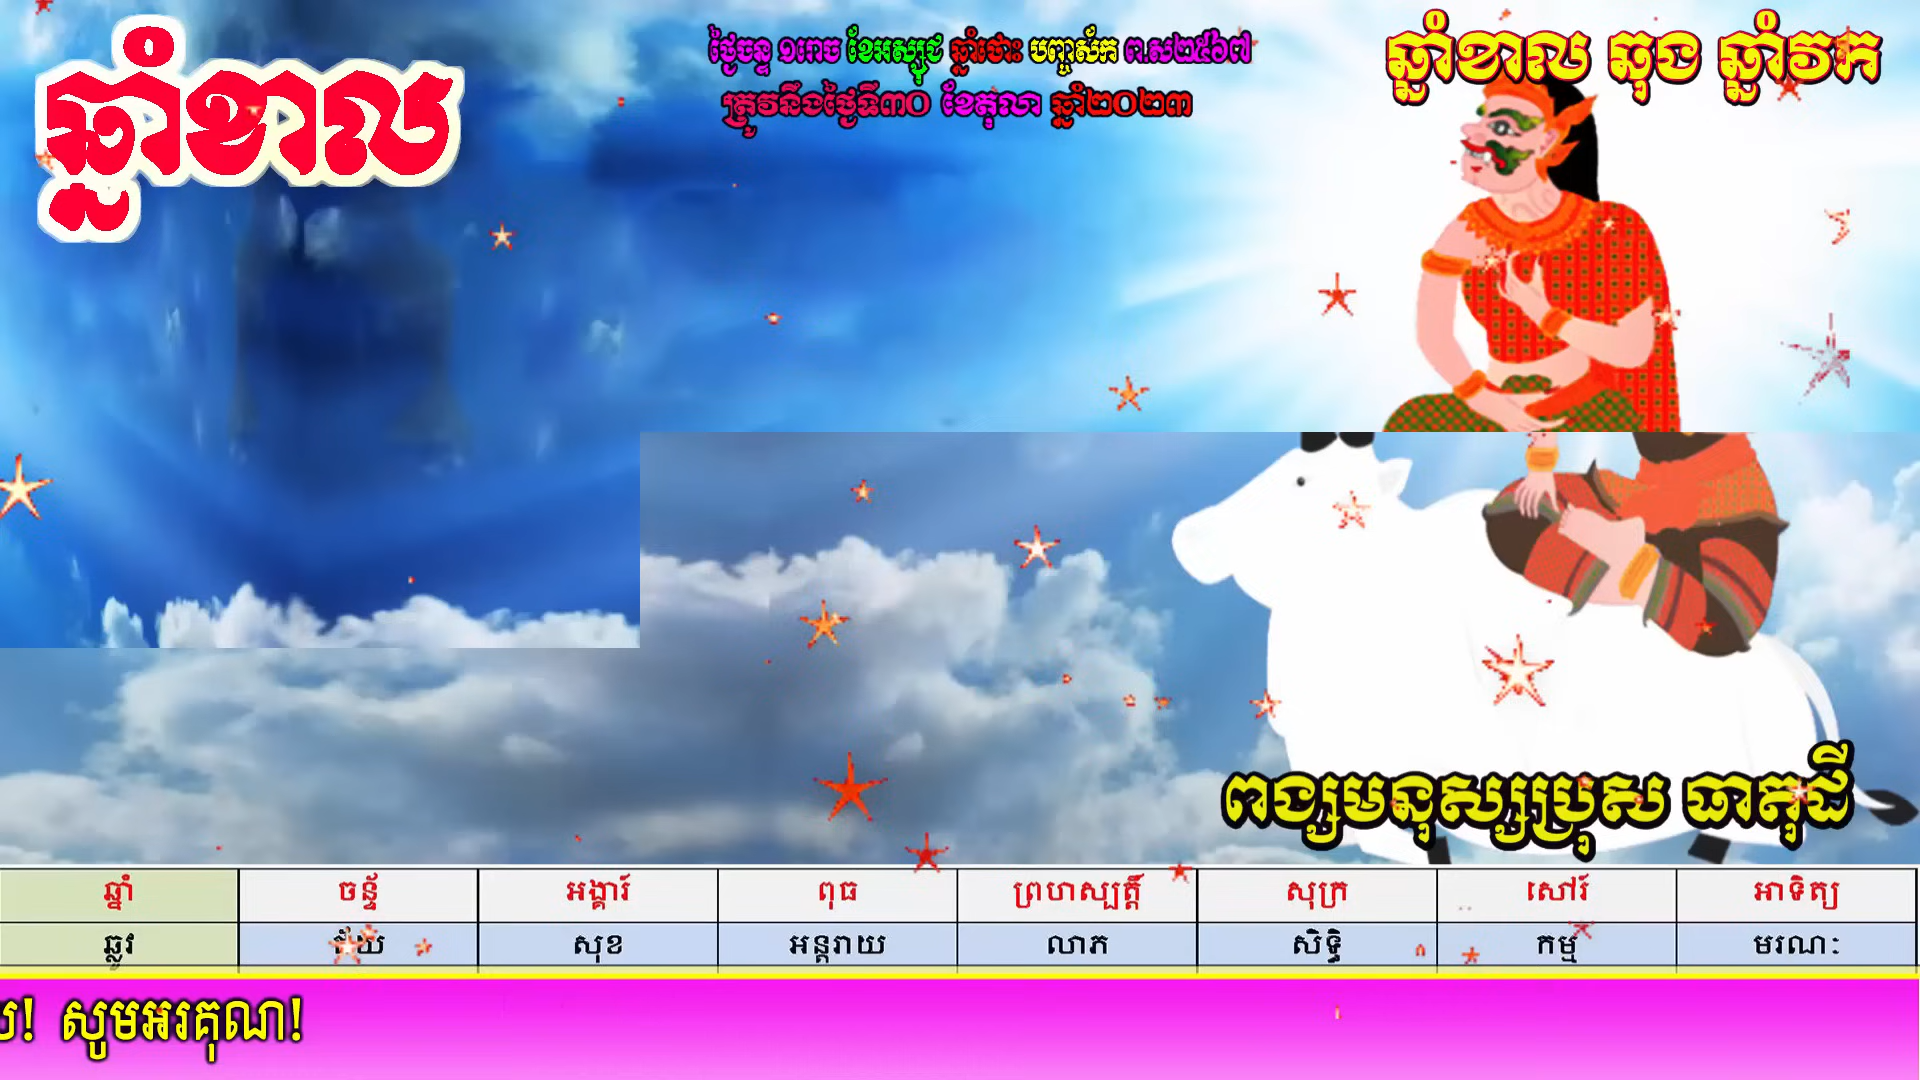 ឆ្នាំខាល
ថ្ងៃចន្ទ ១រោច ខែអស្សុជ ឆ្នាំថោះ បញ្ចស័ក ព.ស២៥៦៧
ត្រូវនឹងថ្ងៃទី៣០ ខែតុលា ឆ្នាំ២០២៣
ឆ្នាំខាល ឆុង ឆ្នាំវក
ពង្សមនុស្សប្រុស ធាតុដី
ឆ្នាំ ចន្ទ័ អង្គារ៍ ពុធ ព្រហស្បត្តិ៍ សុក្រ សៅរ៍ អាទិត្យ
ឆ្លូវ សុខ អន្តរាយ លាភ សិទ្ធិ កម្ម មរណៈ
សូមអរគុណ!